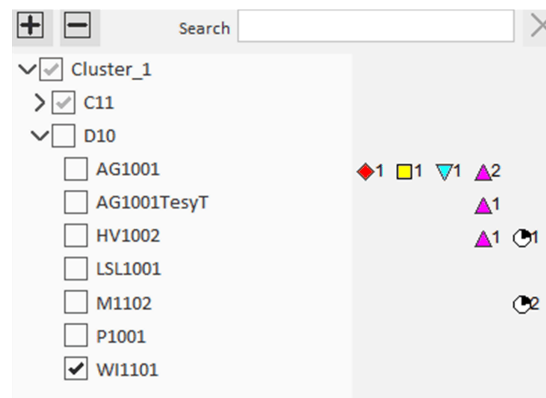 Search
Cluster_1
C11
D10
AG1001 1 1 1 2
AG1001TesyT 1
HV1002 1 1
LSL1001
M1102 2
P1001
WI1101